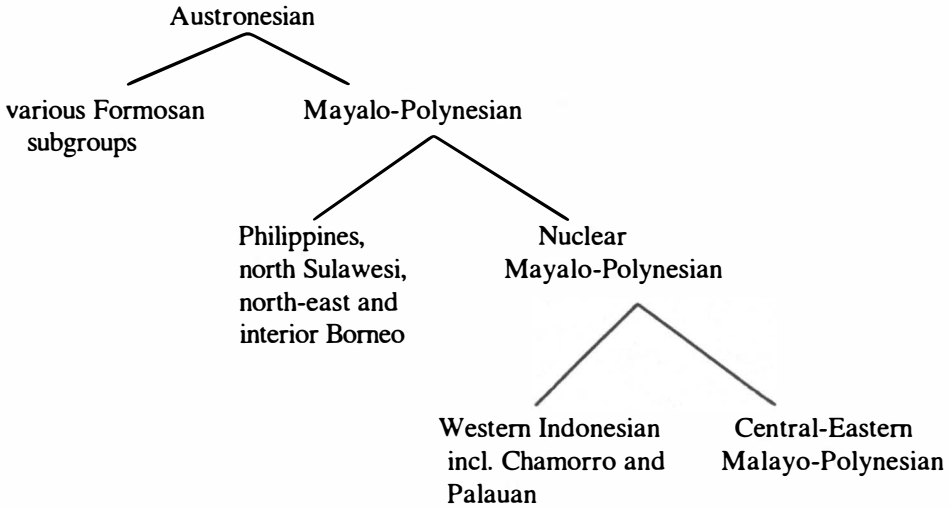 Austronesian
various Formosan
subgroups
Mayalo-Polynesian
Philippines,
north Sulawesi,
north-east and
interior Borneo
Nuclear
Mayalo-Polynesian
Western Indonesian
incl. Chamorro and
Palauan
Central-Eastern
Malayo-Polynesian